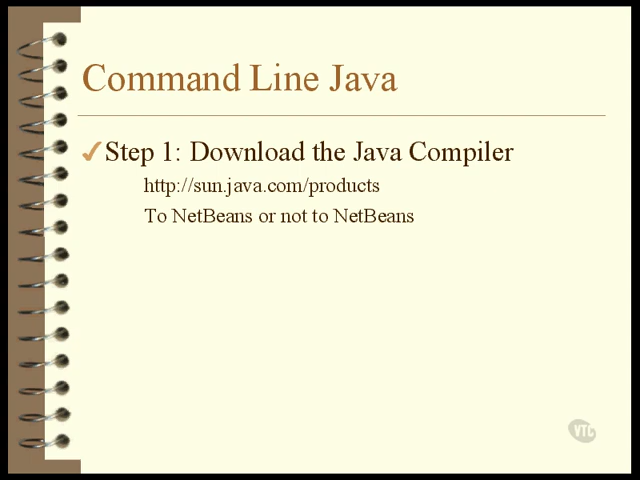 Command Line Java
Step 1: Download the Java Compiler
http://sun.java.com/products
To NetBeans or not to NetBeans
VTC